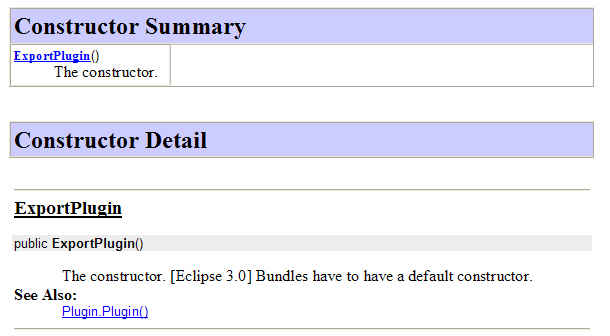 Constructor Summary
ExportPlugin()
The constructor.
Constructor Detail
ExportPlugin
public ExportPlugin()
The constructor. [Eclipse 3.0] Bundles have to have a default constructor.
See Also:
Plugin.Plugin()